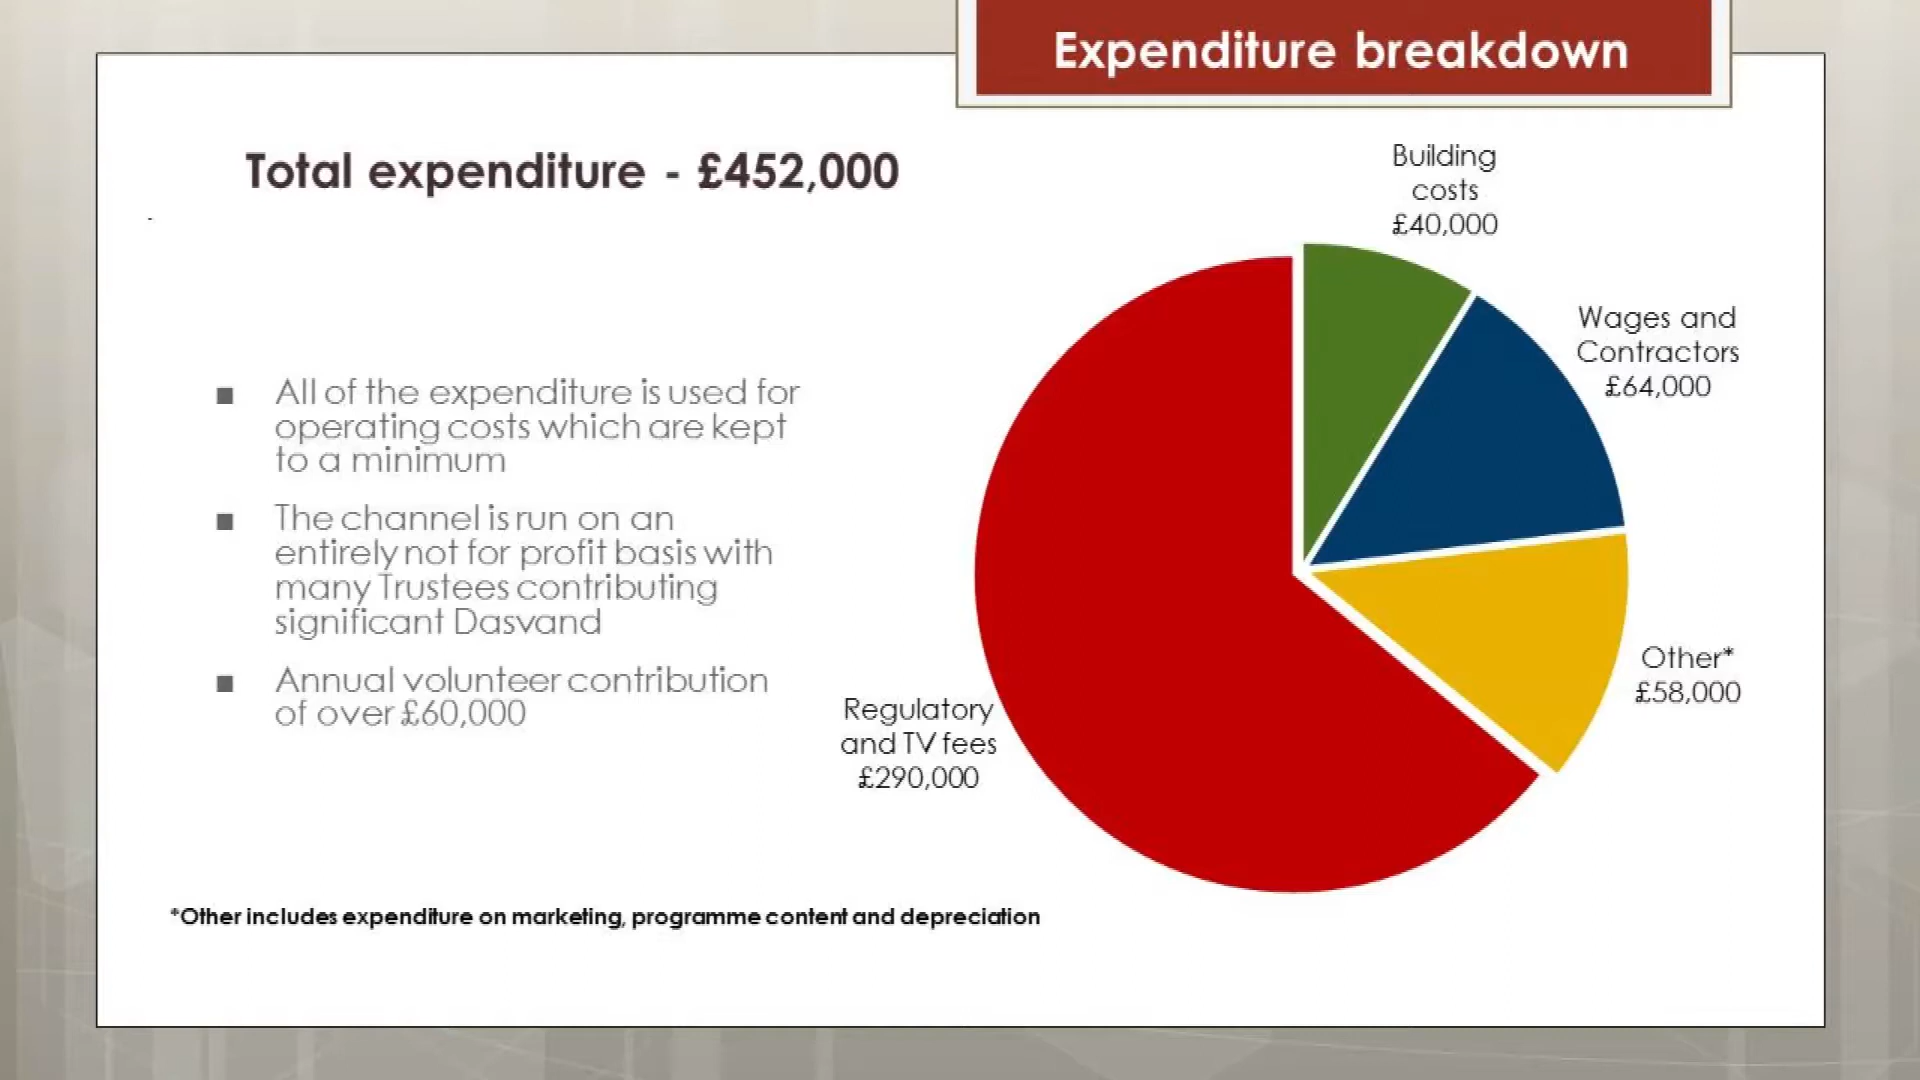 Expenditure breakdown
Total expenditure - £452,000
All of the expenditure is used for
operating costs which are kept
to a minimum
The channel is run on an
entirely not for profit basis with
many Trustees contributing
significant Dasvand
Annual volunteer contribution
of over £60,000
Building
costs
£40,000
Wages and
Contractors
£64,000
Other*
£58,000
Regulatory
and TV fees
£290,000
*Other includes expenditure on marketing, programme content and depreciation